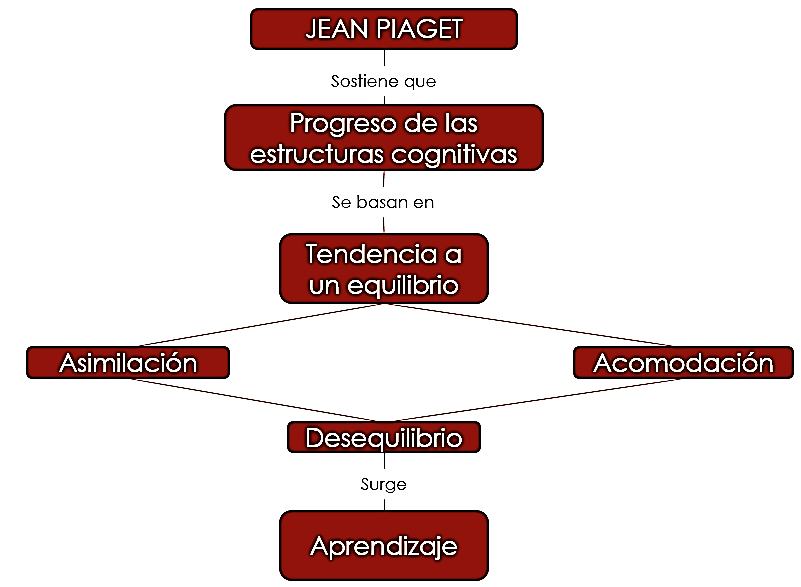 JEAN PIAGET
Sostiene que
Progreso de las
estructuras cognitivas
Se basan en
Tendencia a
un equilibrio
Asimilación
Acomodación
Desequilibrio
Surge
Aprendizaje